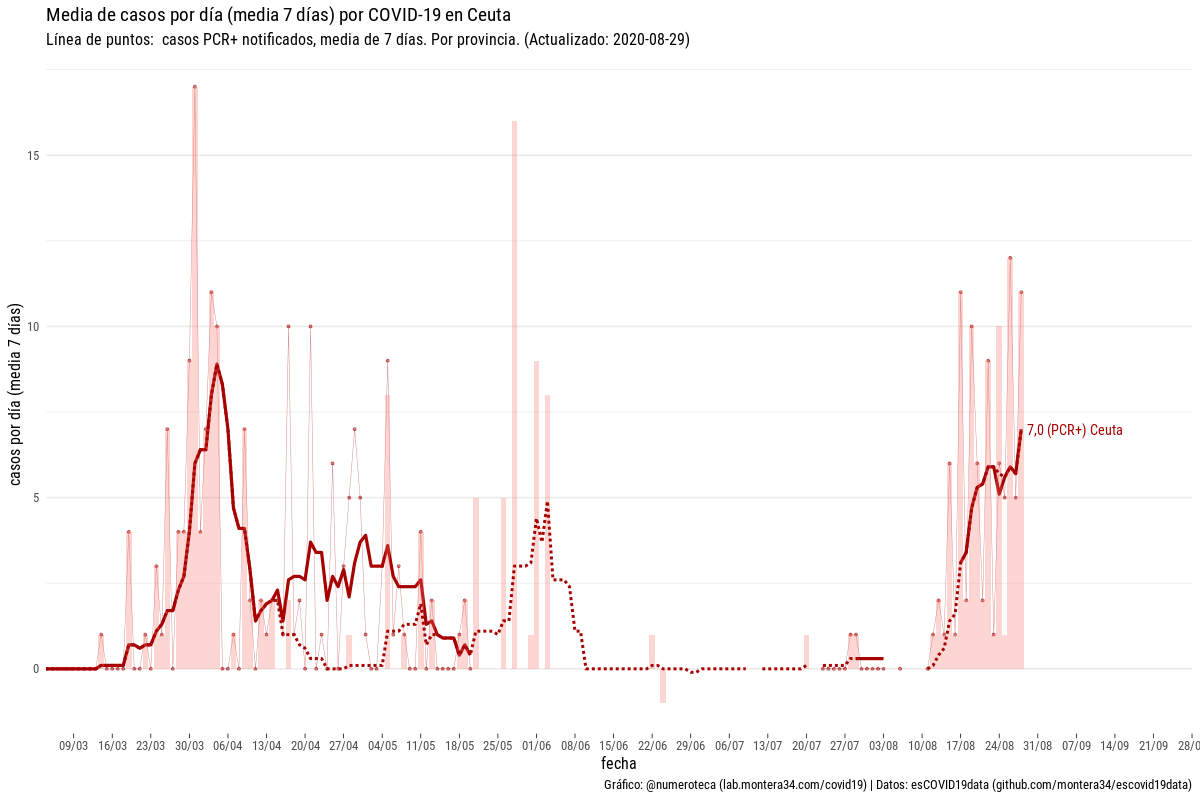 Media de casos por día (media 7 días) por COVID-19 en Ceuta
Línea de puntos:  casos PCR+ notificados, media de 7 días. Por provincia. (Actualizado: 2020-08-29)
casos por día (media 7 días)
15
10
5
0
7,0 (PCR+) Ceuta
09/03 16/03 23/03 30/03 06/04 13/04 20/04 27/04 04/05 11/05 18/05 25/05 01/06 08/06 15/06 22/06 29/06 06/07 13/07 20/07 27/07 03/08 10/08 17/08 24/08 31/08 07/09 14/09 21/09 28/0
fecha
Gráfico: @numeroteca (lab.montera34.com/covid19) | Datos: esCOVID19data (github.com/montera34/escovid19data)